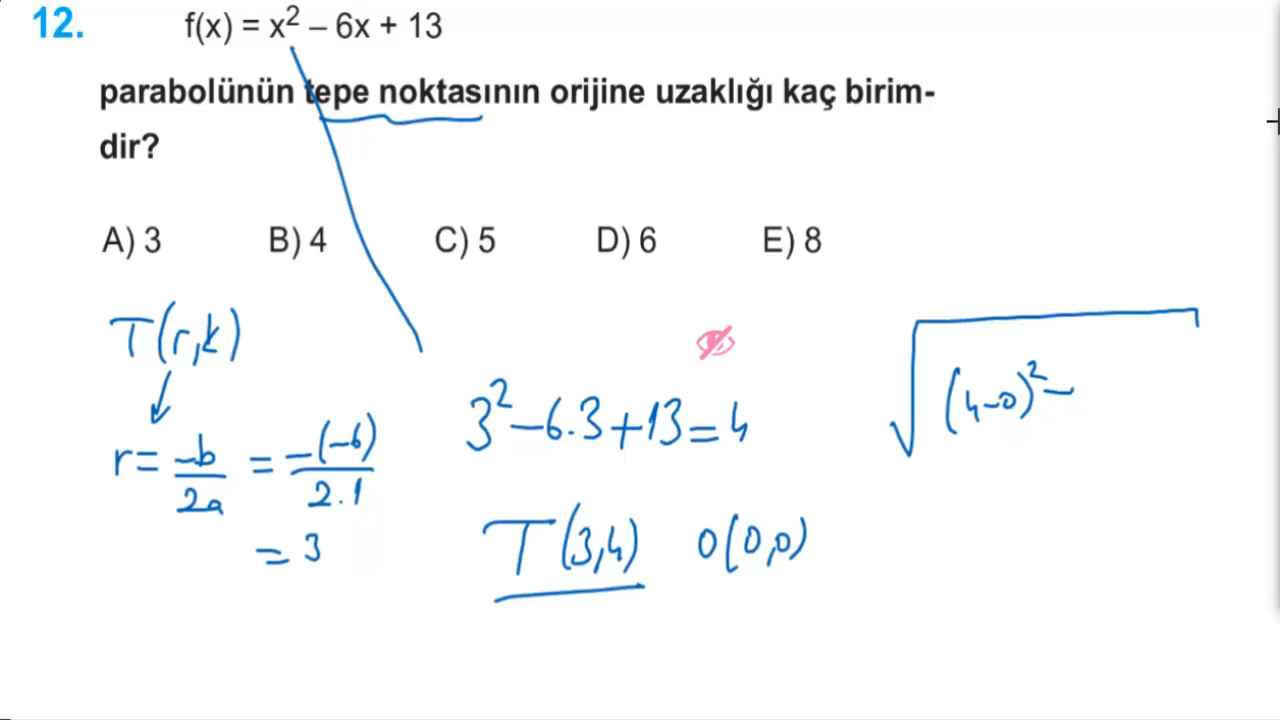 12. f(x) = x² – 6x + 13
parabolünün tepe noktasının orijine uzaklığı kaç birim-
dir?
A) 3 B) 4 C) 5 D) 6 E) 8
T(r,k)
r = -b/2a = -(-6)/2.1
= 3
3² - 6.3 + 13 = 4
T(3,4) O(0,0)
√(4-0)² -